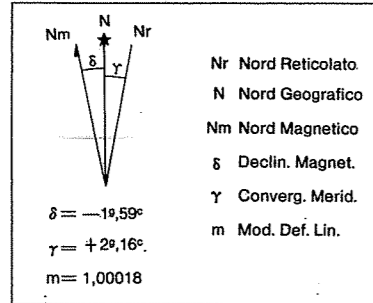 N
Nm
Nr
δ
γ
Nr Nord Reticolato
N Nord Geografico
Nm Nord Magnetico
δ Declin. Magnet.
γ Converg. Merid.
m Mod. Def. Lin.
δ = —1ᵍ,59ᶜ
γ = +2ᵍ,16ᶜ.
m= 1,00018